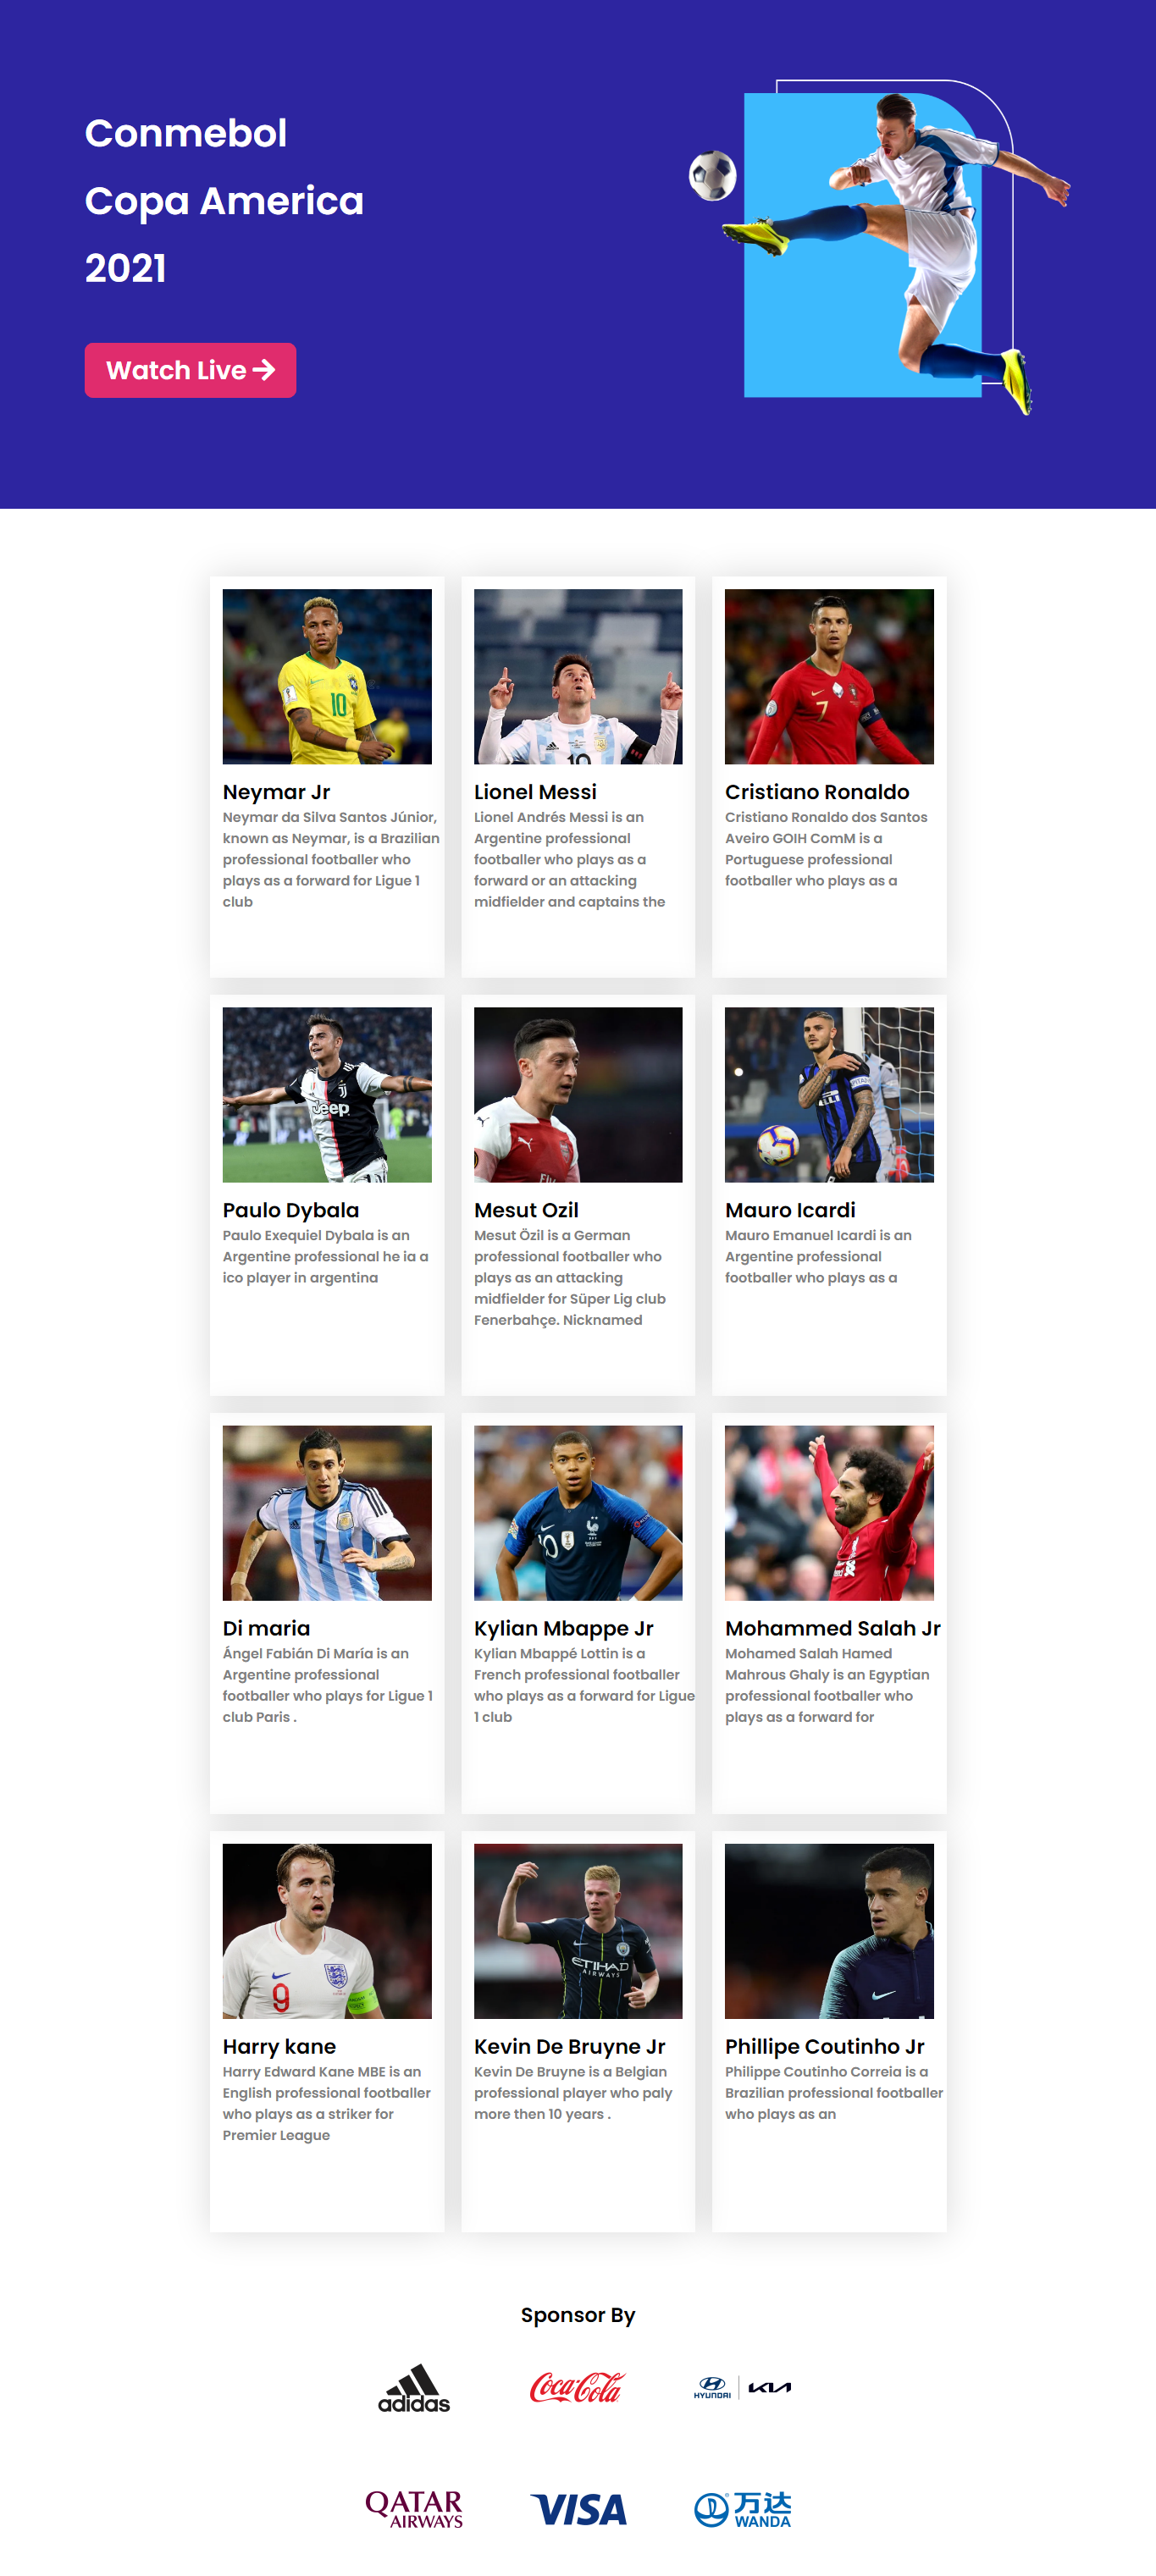 Conmebol
Copa America
2021
Watch Live
10
10
7
Neymar Jr
Neymar da Silva Santos Júnior,
known as Neymar, is a Brazilian
professional footballer who
plays as a forward for Ligue 1
club
Lionel Messi
Lionel Andrés Messi is an
Argentine professional
footballer who plays as a
forward or an attacking
midfielder and captains the
Cristiano Ronaldo
Cristiano Ronaldo dos Santos
Aveiro GOIH ComM is a
Portuguese professional
footballer who plays as a
Jeep
Paulo Dybala
Paulo Exequiel Dybala is an
Argentine professional he ia a
ico player in argentina
Mesut Ozil
Mesut Özil is a German
professional footballer who
plays as an attacking
midfielder for Süper Lig club
Fenerbahçe. Nicknamed
Mauro Icardi
Mauro Emanuel Icardi is an
Argentine professional
footballer who plays as a
7
10
Di maria
Ángel Fabián Di María is an
Argentine professional
footballer who plays for Ligue 1
club Paris .
Kylian Mbappe Jr
Kylian Mbappé Lottin is a
French professional footballer
who plays as a forward for Ligue
1 club
Mohammed Salah Jr
Mohamed Salah Hamed
Mahrous Ghaly is an Egyptian
professional footballer who
plays as a forward for
9
ETIHAD
AIRWAYS
Harry kane
Harry Edward Kane MBE is an
English professional footballer
who plays as a striker for
Premier League
Kevin De Bruyne Jr
Kevin De Bruyne is a Belgian
professional player who paly
more then 10 years .
Phillipe Coutinho Jr
Philippe Coutinho Correia is a
Brazilian professional footballer
who plays as an
Sponsor By
adidas
Coca-Cola
HYUNDAI KIA
QATAR
AIRWAYS
VISA
万达
WANDA